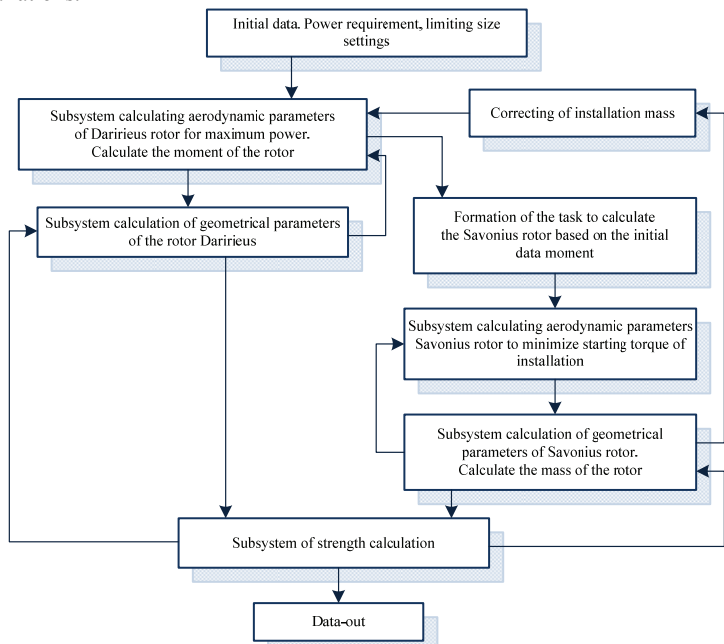 Initial data. Power requirement, limiting size
settings
Subsystem calculating aerodynamic parameters
of Daririeus rotor for maximum power.
Calculate the moment of the rotor
Correcting of installation mass
Subsystem calculation of geometrical parameters
of the rotor Daririeus
Formation of the task to calculate
the Savonius rotor based on the initial
data moment
Subsystem calculating aerodynamic parameters
Savonius rotor to minimize starting torque of
installation
Subsystem calculation of geometrical
parameters of Savonius rotor.
Calculate the mass of the rotor
Subsystem of strength calculation
Data-out